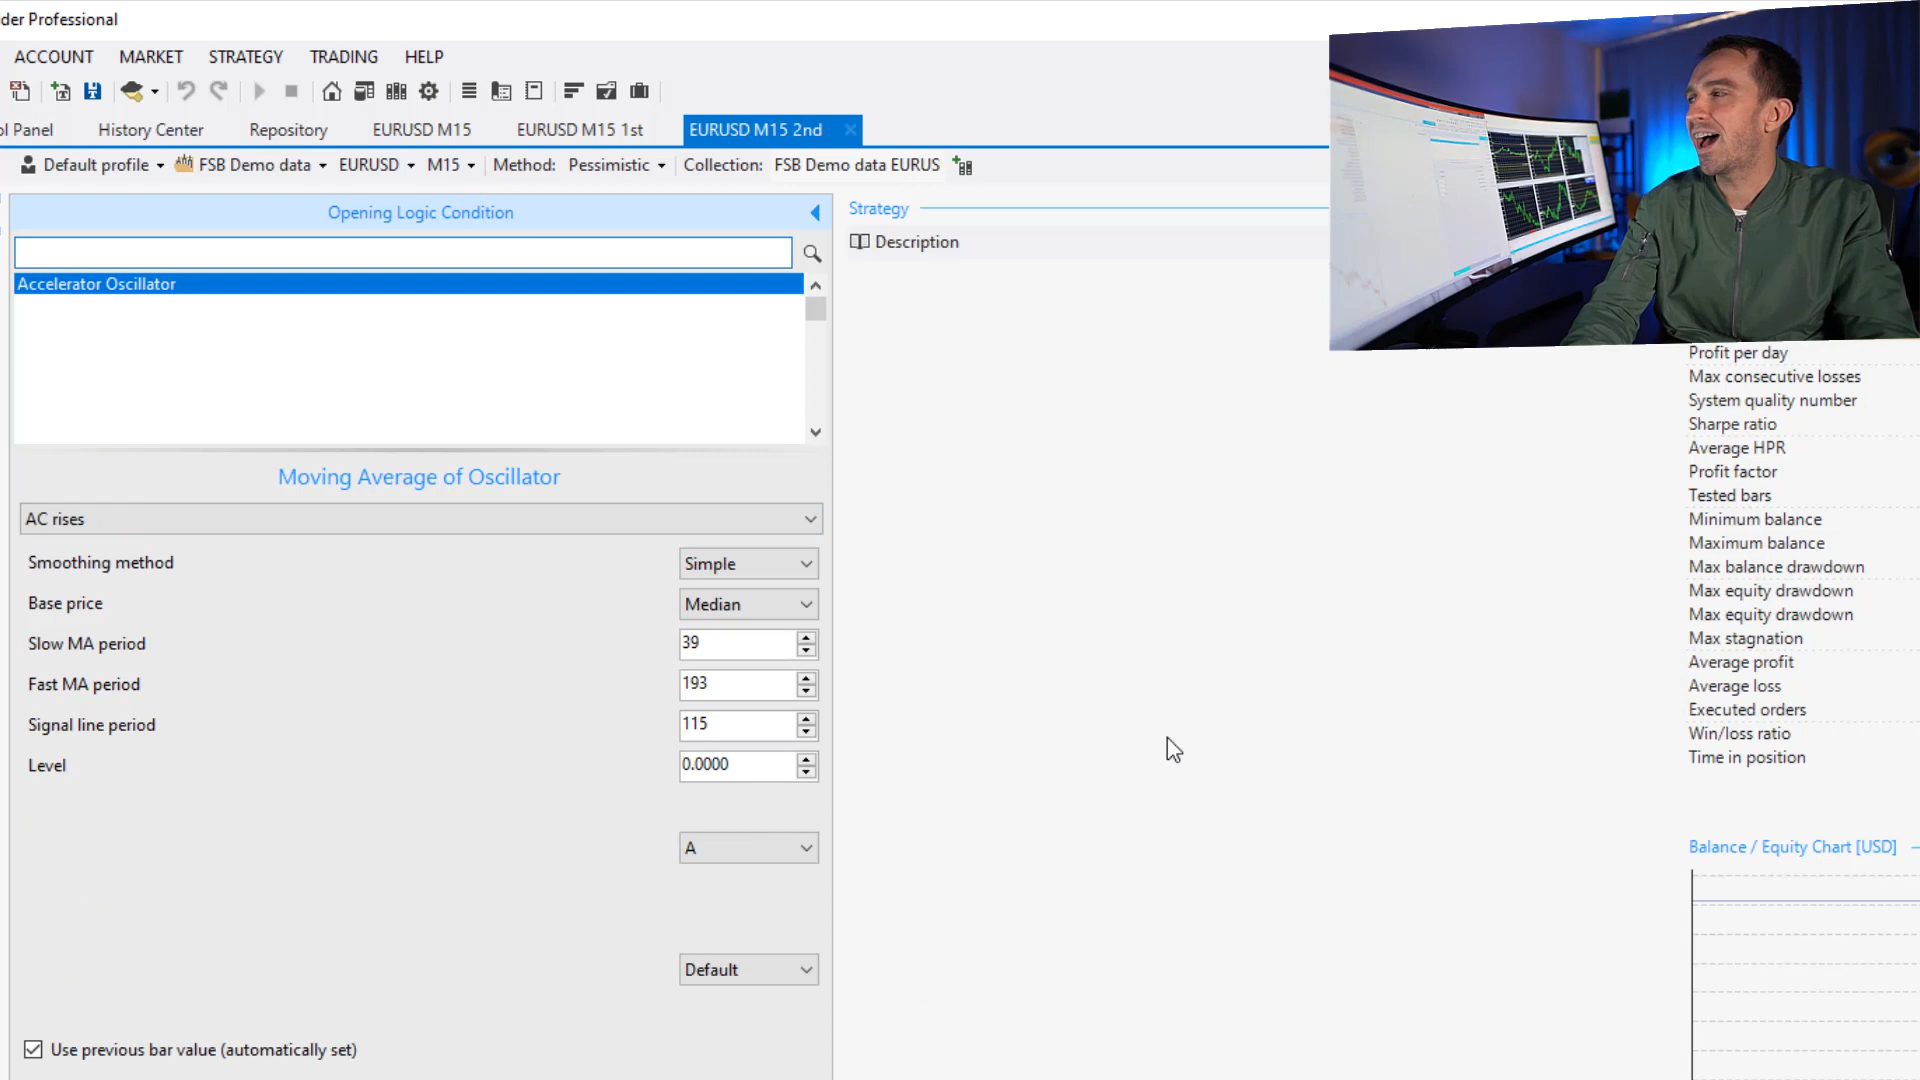 der Professional
ACCOUNT MARKET STRATEGY TRADING HELP
ol Panel History Center Repository EURUSD M15 EURUSD M15 1st EURUSD M15 2nd
Default profile FSB Demo data EURUSD M15 Method: Pessimistic Collection: FSB Demo data EURUS
Opening Logic Condition
Strategy
Description
Accelerator Oscillator
Moving Average of Oscillator
AC rises
Smoothing method Simple
Base price Median
Slow MA period 39
Fast MA period 193
Signal line period 115
Level 0.0000
A
Default
Use previous bar value (automatically set)
Profit per day
Max consecutive losses
System quality number
Sharpe ratio
Average HPR
Profit factor
Tested bars
Minimum balance
Maximum balance
Max balance drawdown
Max equity drawdown
Max equity drawdown
Max stagnation
Average profit
Average loss
Executed orders
Win/loss ratio
Time in position
Balance / Equity Chart [USD]